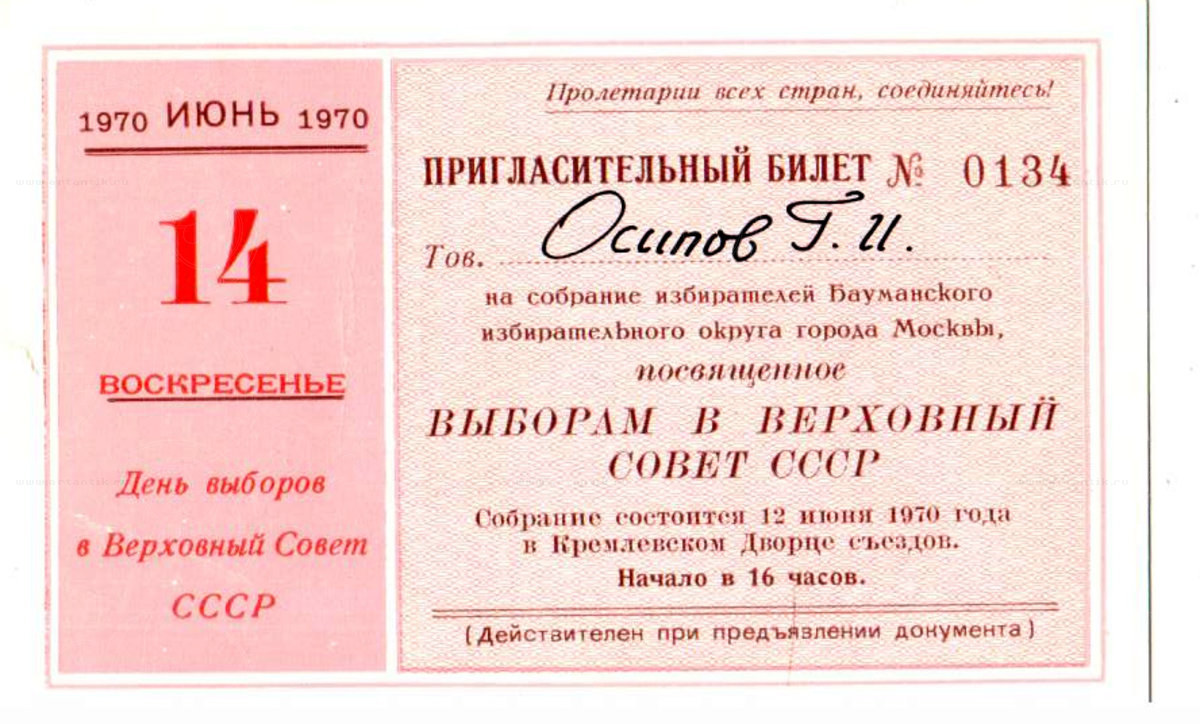 1970 ИЮНЬ 1970
14
ВОСКРЕСЕНЬЕ
День выборов
в Верховный Совет
СССР
Пролетарии всех стран, соединяйтесь!
ПРИГЛАСИТЕЛЬНЫЙ БИЛЕТ № 0134
Тов. Осипов Г. И.
на собрание избирателей Бауманского
избирательного округа города Москвы,
посвященное
ВЫБОРАМ В ВЕРХОВНЫЙ
СОВЕТ СССР
Собрание состоится 12 июня 1970 года
в Кремлевском Дворце съездов.
Начало в 16 часов.
(Действителен при предъявлении документа)